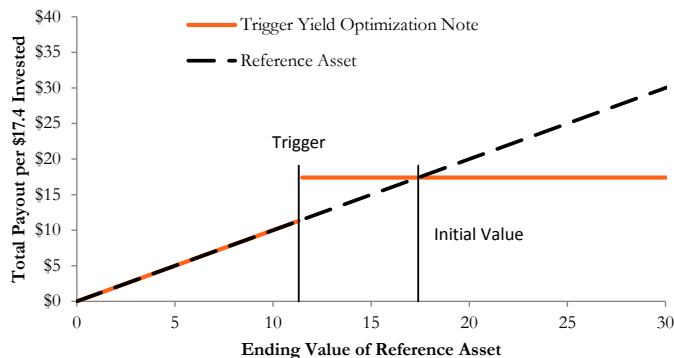 $40
$35
$30
$25
$20
$15
$10
$5
$0
Total Payout per $17.4 Invested
Trigger Yield Optimization Note
Reference Asset
Trigger
Initial Value
0 5 10 15 20 25 30
Ending Value of Reference Asset